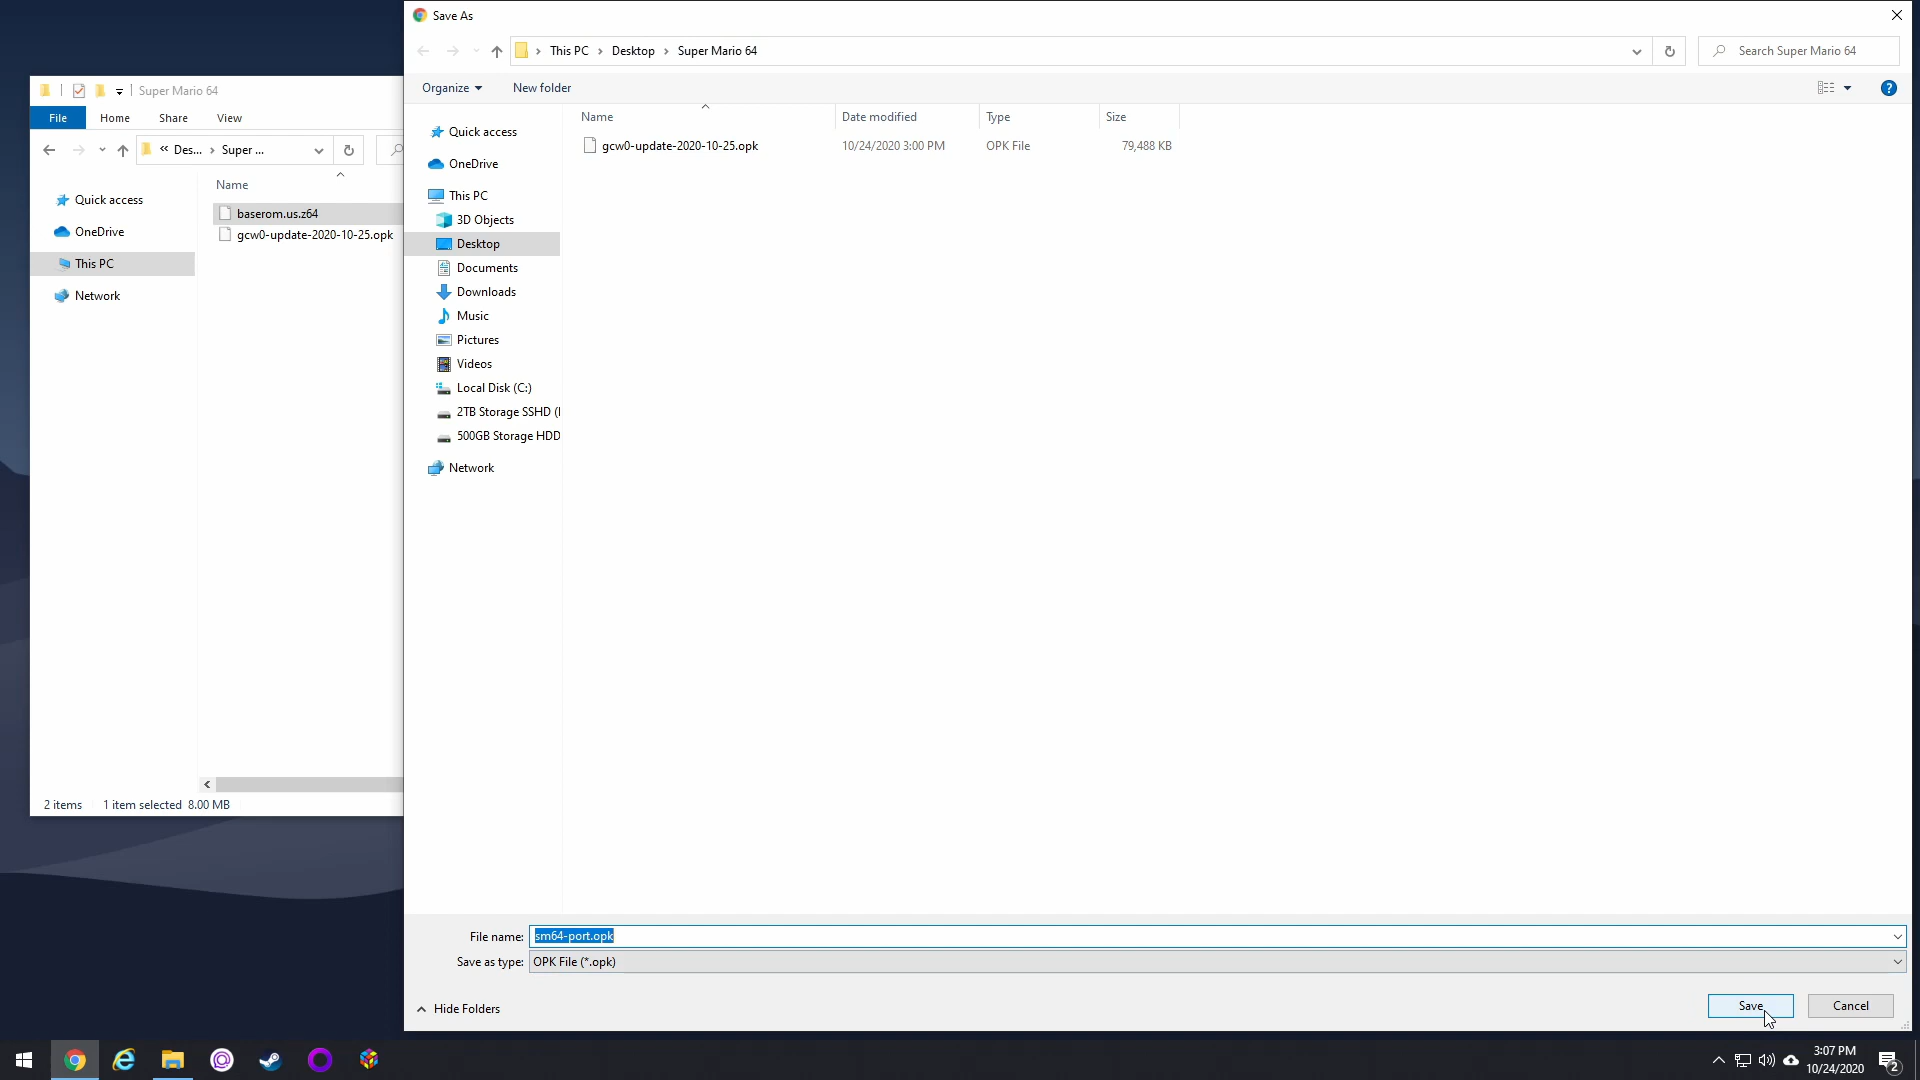 Save As
This PC
Desktop
Super Mario 64
Search Super Mario 64
Organize
New folder
?
Name
Date modified
Type
Size
gcw0-update-2020-10-25.opk
10/24/2020 3:00 PM
OPK File
79,488 KB
Quick access
OneDrive
This PC
3D Objects
Desktop
Documents
Downloads
Music
Pictures
Videos
Local Disk (C:)
2TB Storage SSHD (
500GB Storage HDD
Network
File name:
sm64-port.opk
Save as type:
OPK File (*.opk)
Hide Folders
Save
Cancel
Super Mario 64
File
Home
Share
View
Des...
Super ...
Quick access
OneDrive
This PC
Network
Name
baserom.us.z64
gcw0-update-2020-10-25.opk
2 items
1 item selected 8.00 MB
3:07 PM
10/24/2020
2